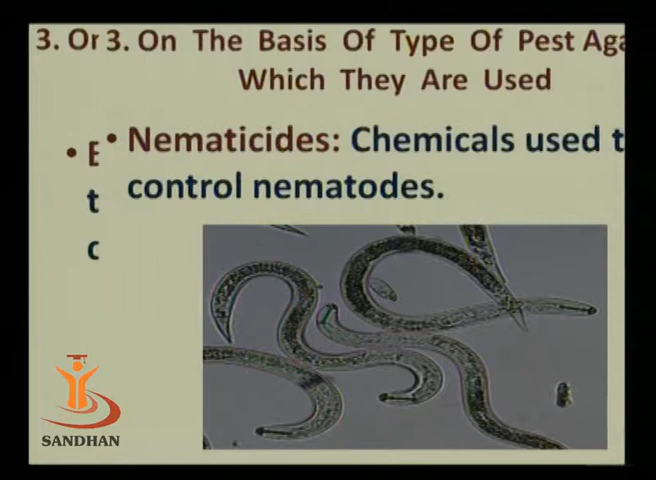 3. Or 3. On The Basis Of Type Of Pest Aga
Which They Are Used
• E • Nematicides: Chemicals used t
t control nematodes.
c
SANDHAN